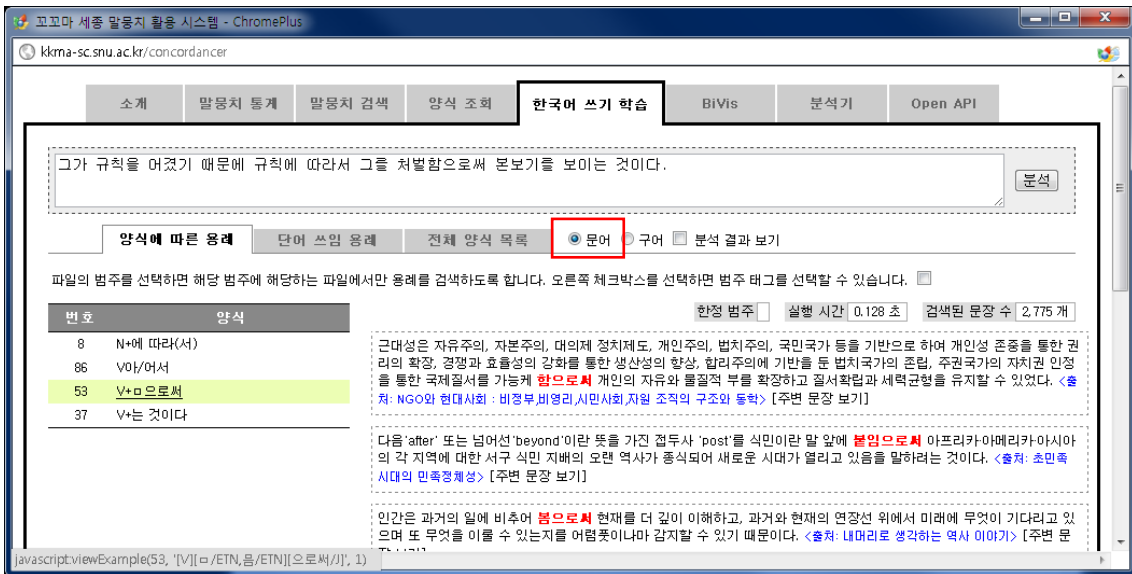 꼬꼬마 세종 말뭉치 활용 시스템 - ChromePlus
kkma-sc.snu.ac.kr/concordancer
소개 말뭉치 통계 말뭉치 검색 양식 조회 한국어 쓰기 학습 BiVis 분석기 Open API
그가 규칙을 어겼기 때문에 규칙에 따라서 그를 처벌함으로써 본보기를 보이는 것이다.
분석
양식에 따른 용례 단어 쓰임 용례 전체 양식 목록 문어 구어 분석 결과 보기
파일의 범주를 선택하면 해당 범주에 해당하는 파일에서만 용례를 검색하도록 합니다. 오른쪽 체크박스를 선택하면 범주 태그를 선택할 수 있습니다.
번호 양식
8 N+에 따라(서)
86 V아/어서
53 V+ㅁ으로써
37 V+는 것이다
한정 범주 실행 시간 0.128 초 검색된 문장 수 2,775 개
근대성은 자유주의, 자본주의, 대의제 정치제도, 개인주의, 법치주의, 국민국가 등을 기반으로 하여 개인성 존중을 통한 권
리의 확장, 경쟁과 효율성의 강화를 통한 생산성의 향상, 합리주의에 기반을 둔 법치국가의 존립, 주권국가의 자치권 인정
을 통한 국제질서를 가능케 함으로써 개인의 자유와 물질적 부를 확장하고 질서확립과 세력균형을 유지할 수 있었다. <출
처: NGO와 현대사회 : 비정부,비영리,시민사회,자원 조직의 구조와 동학> [주변 문장 보기]
다음 'after' 또는 넘어선 'beyond'이란 뜻을 가진 접두사 'post'를 식민이란 말 앞에 붙임으로써 아프리카·아메리카·아시아
의 각 지역에 대한 서구 식민 지배의 오랜 역사가 종식되어 새로운 시대가 열리고 있음을 말하려는 것이다. <출처: 초민족
시대의 민족정체성> [주변 문장 보기]
인간은 과거의 일에 비추어 봄으로써 현재를 더 깊이 이해하고, 과거와 현재의 연장선 위에서 미래에 무엇이 기다리고 있
으며 또 무엇을 이룰 수 있는지를 어렴풋이나마 감지할 수 있기 때문이다. <출처: 내머리로 생각하는 역사 이야기> [주변 문
javascript:viewExample(53, '[V][ㅁ/ETN,음/ETN][으로써/J]', 1)